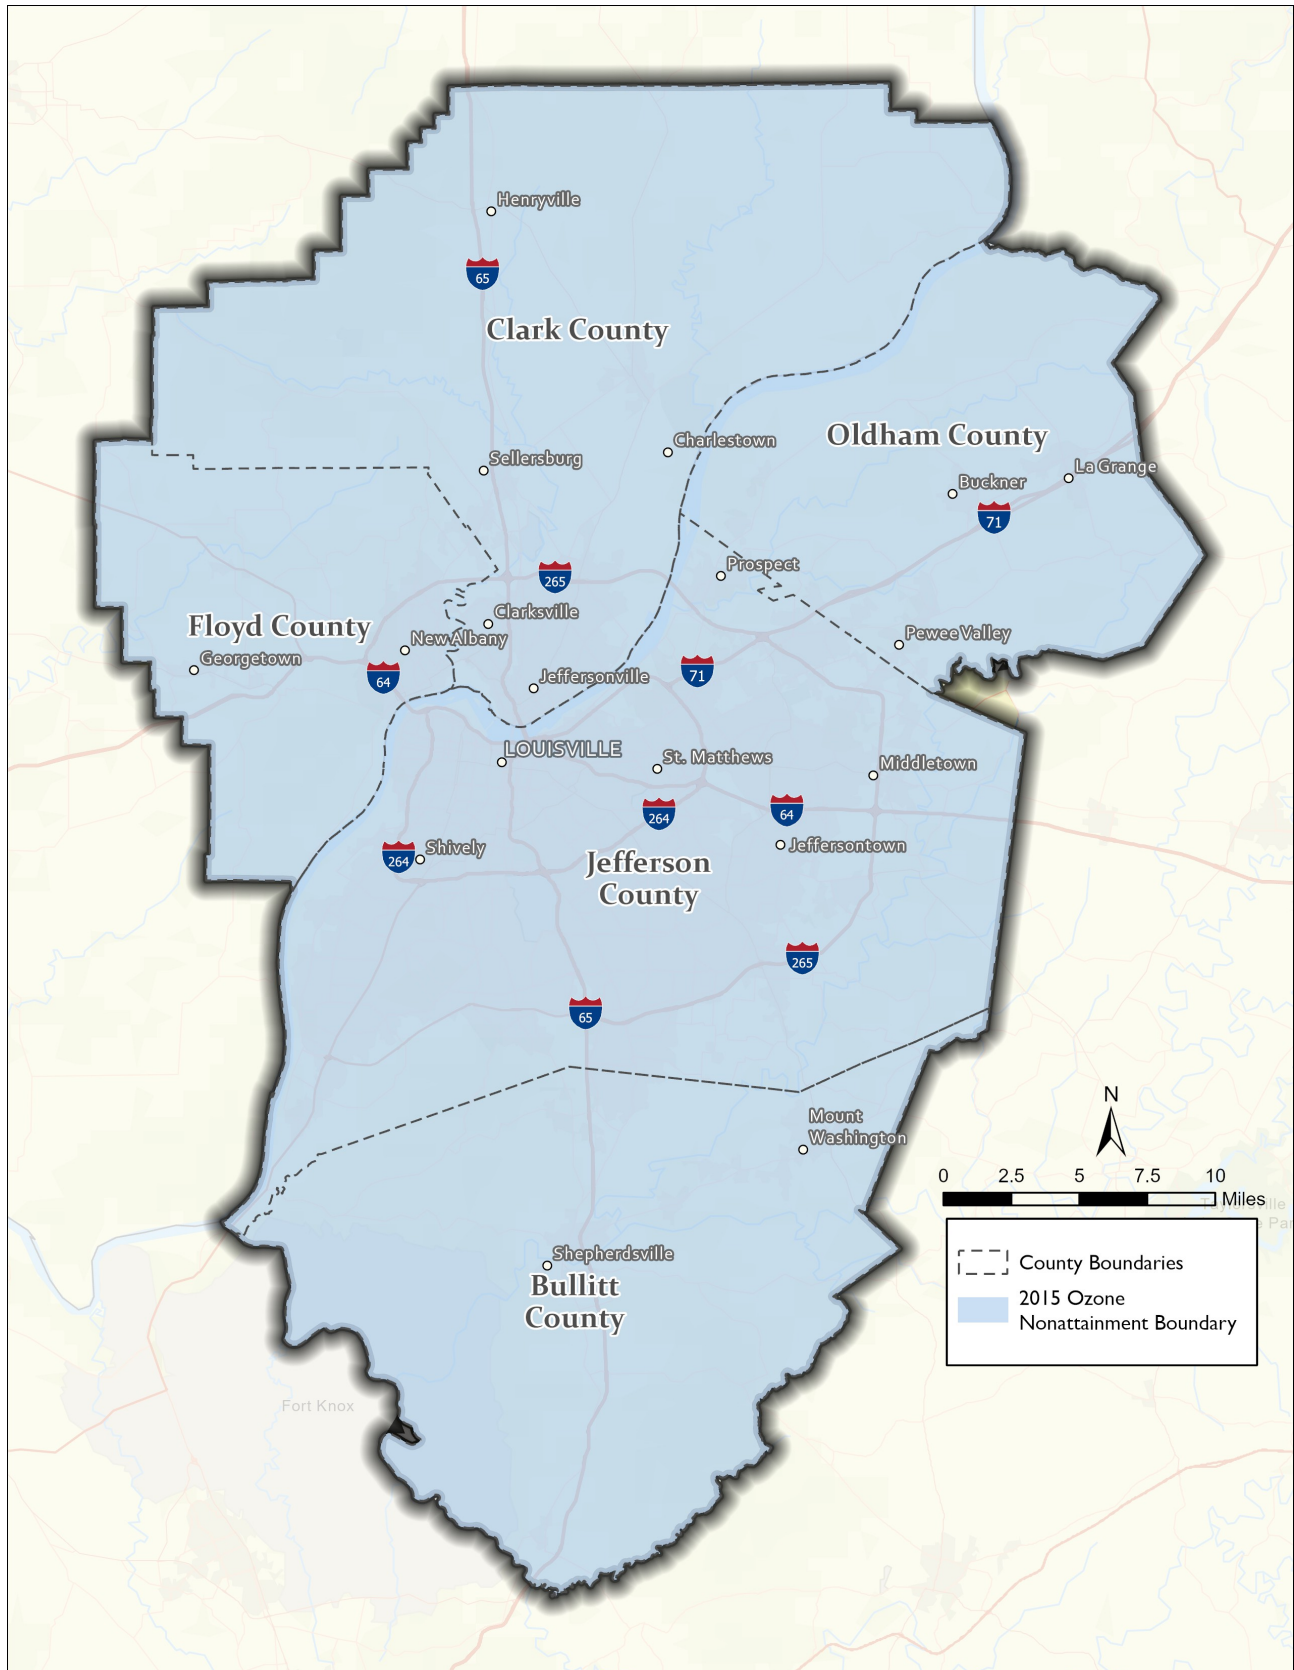 Henryville
65
Clark County
Charlestown
Oldham County
Sellersburg
La Grange
Buckner
71
Prospect
265
Clarksville
Floyd County
New Albany
Pewee Valley
Georgetown
64
Jeffersonville
71
LOUISVILLE
St. Matthews
Middletown
264
64
Shively
264
Jeffersontown
Jefferson
County
265
65
Mount
Washington
N
0 2.5 5 7.5 10
Miles
Taylorsville
Shepherdsville
Bullitt
County
County Boundaries
2015 Ozone
Nonattainment Boundary
Fort Knox